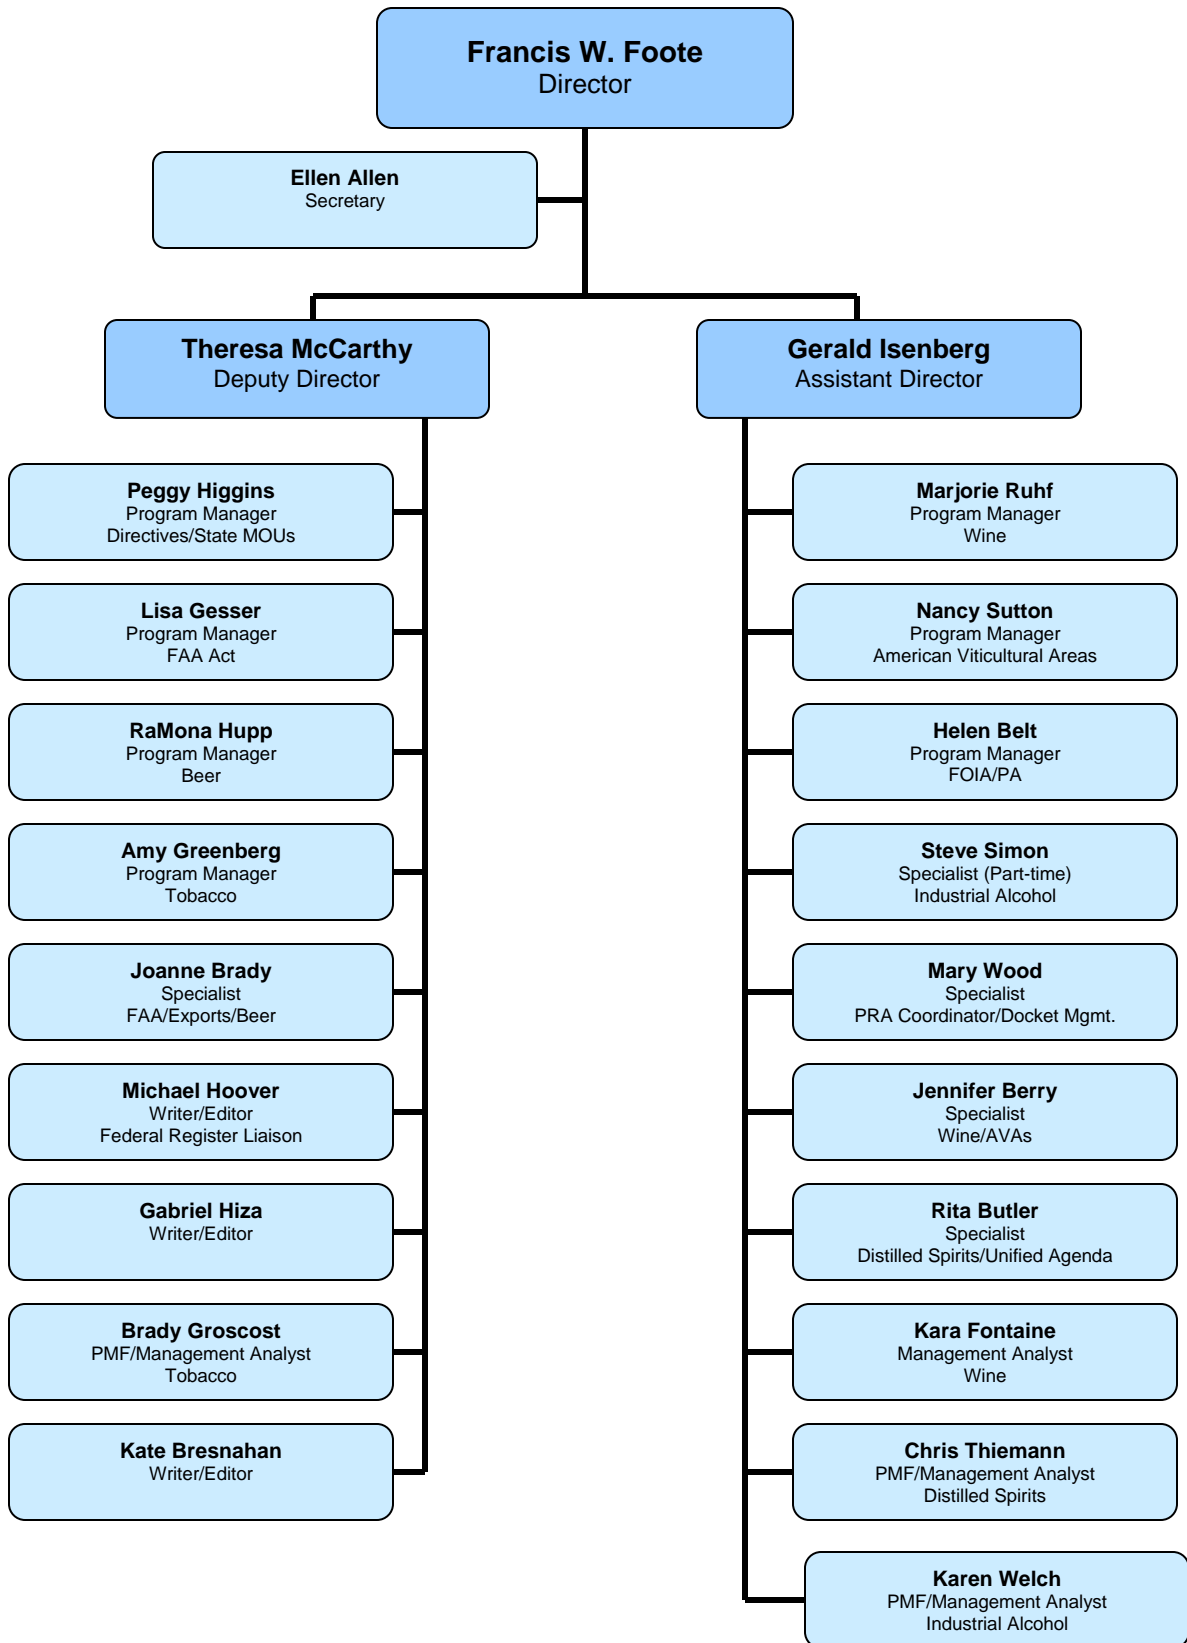 Francis W. Foote
Director
Ellen Allen
Secretary
Theresa McCarthy
Deputy Director
Gerald Isenberg
Assistant Director
Peggy Higgins
Program Manager
Directives/State MOUs
Lisa Gesser
Program Manager
FAA Act
RaMona Hupp
Program Manager
Beer
Amy Greenberg
Program Manager
Tobacco
Joanne Brady
Specialist
FAA/Exports/Beer
Michael Hoover
Writer/Editor
Federal Register Liaison
Gabriel Hiza
Writer/Editor
Brady Groscost
PMF/Management Analyst
Tobacco
Kate Bresnahan
Writer/Editor
Marjorie Ruhf
Program Manager
Wine
Nancy Sutton
Program Manager
American Viticultural Areas
Helen Belt
Program Manager
FOIA/PA
Steve Simon
Specialist (Part-time)
Industrial Alcohol
Mary Wood
Specialist
PRA Coordinator/Docket Mgmt.
Jennifer Berry
Specialist
Wine/AVAs
Rita Butler
Specialist
Distilled Spirits/Unified Agenda
Kara Fontaine
Management Analyst
Wine
Chris Thiemann
PMF/Management Analyst
Distilled Spirits
Karen Welch
PMF/Management Analyst
Industrial Alcohol